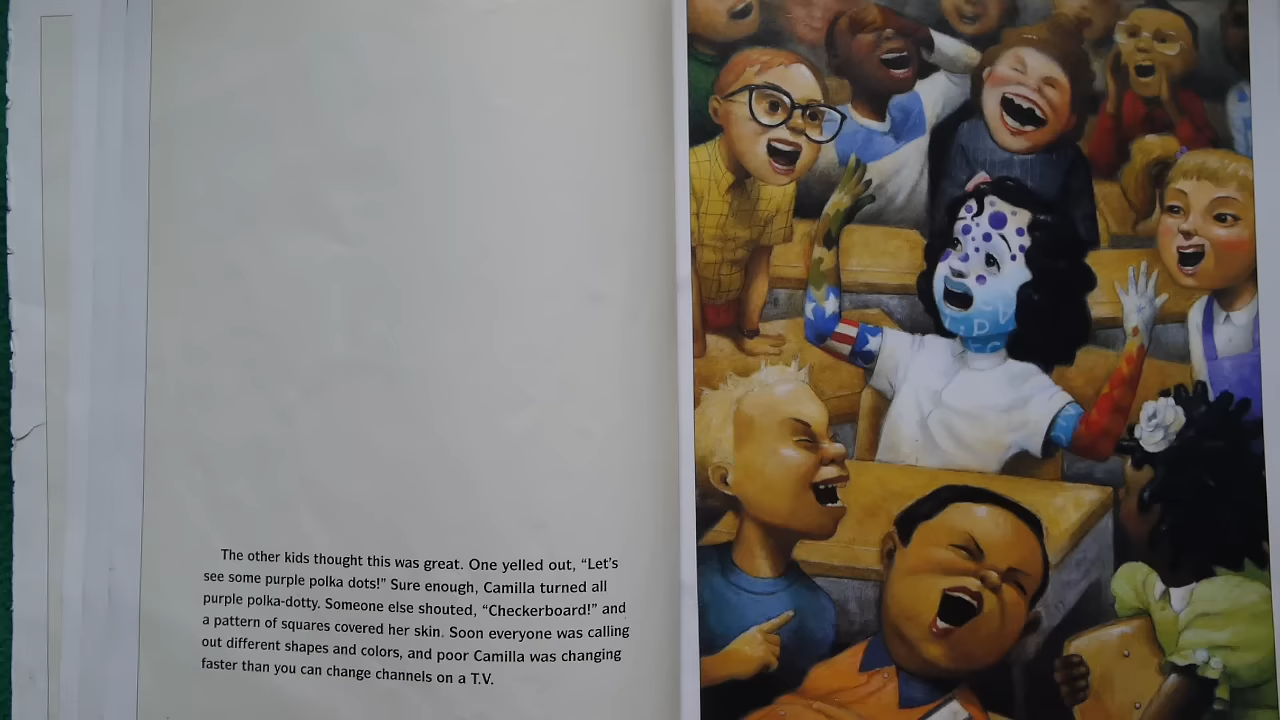 The other kids thought this was great. One yelled out, “Let’s
see some purple polka dots!” Sure enough, Camilla turned all
purple polka-dotty. Someone else shouted, “Checkerboard!” and
a pattern of squares covered her skin. Soon everyone was calling
out different shapes and colors, and poor Camilla was changing
faster than you can change channels on a T.V.